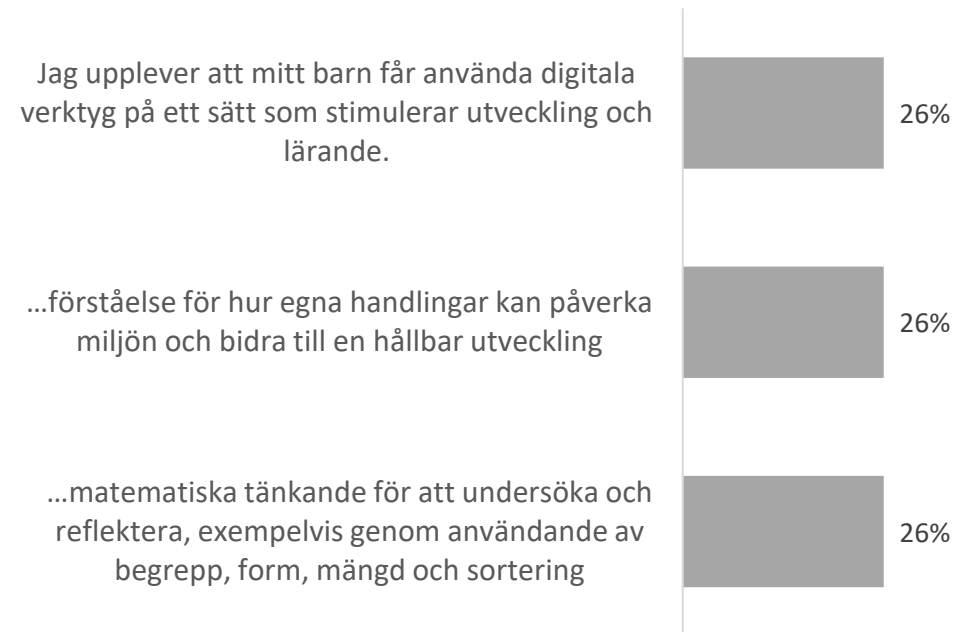 Jag upplever att mitt barn får använda digitala
verktyg på ett sätt som stimulerar utveckling och
lärande.
26%
…förståelse för hur egna handlingar kan påverka
miljön och bidra till en hållbar utveckling
26%
…matematiska tänkande för att undersöka och
reflektera, exempelvis genom användande av
begrepp, form, mängd och sortering
26%